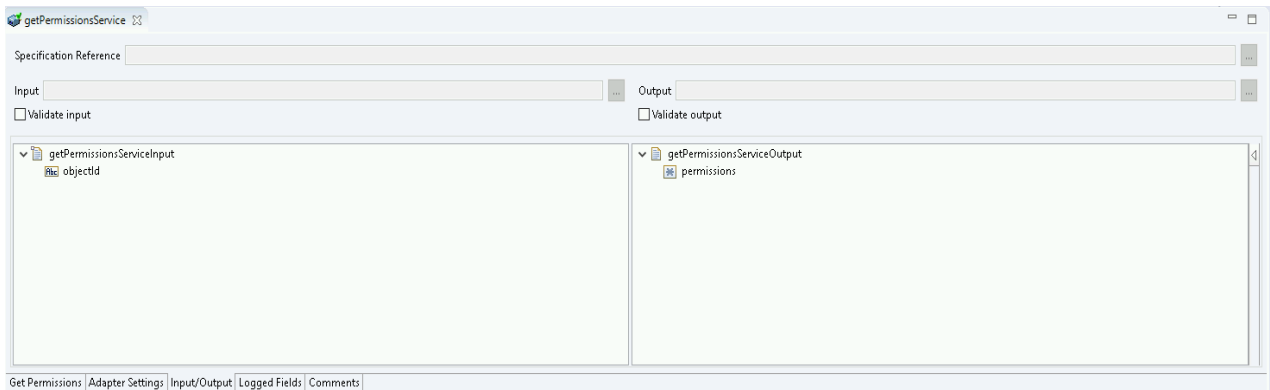 getPermissionsService
Specification Reference
...
Input
...
Output
...
Validate input
Validate output
getPermissionsServiceInput
Abc objectId
getPermissionsServiceOutput
permissions
Get Permissions Adapter Settings Input/Output Logged Fields Comments